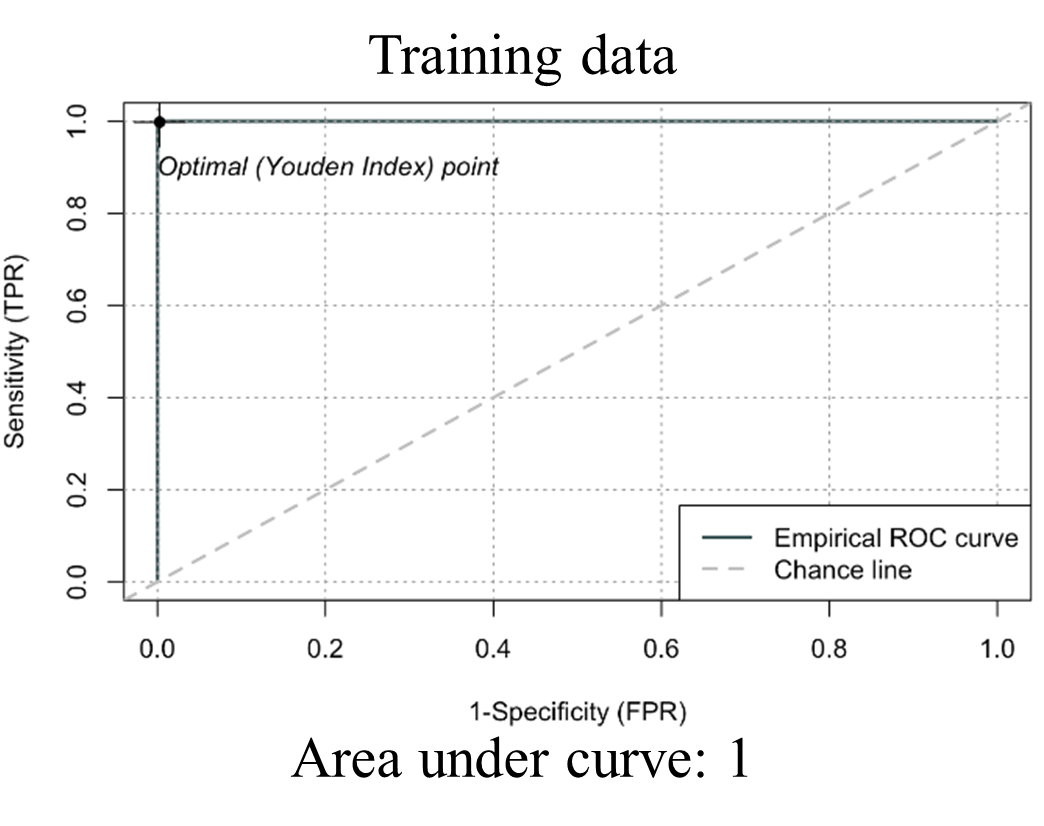 Training data
1.0
0.8
0.6
0.4
0.2
0.0
Sensitivity (TPR)
Optimal (Youden Index) point
Empirical ROC curve
Chance line
0.0 0.2 0.4 0.6 0.8 1.0
1-Specificity (FPR)
Area under curve: 1